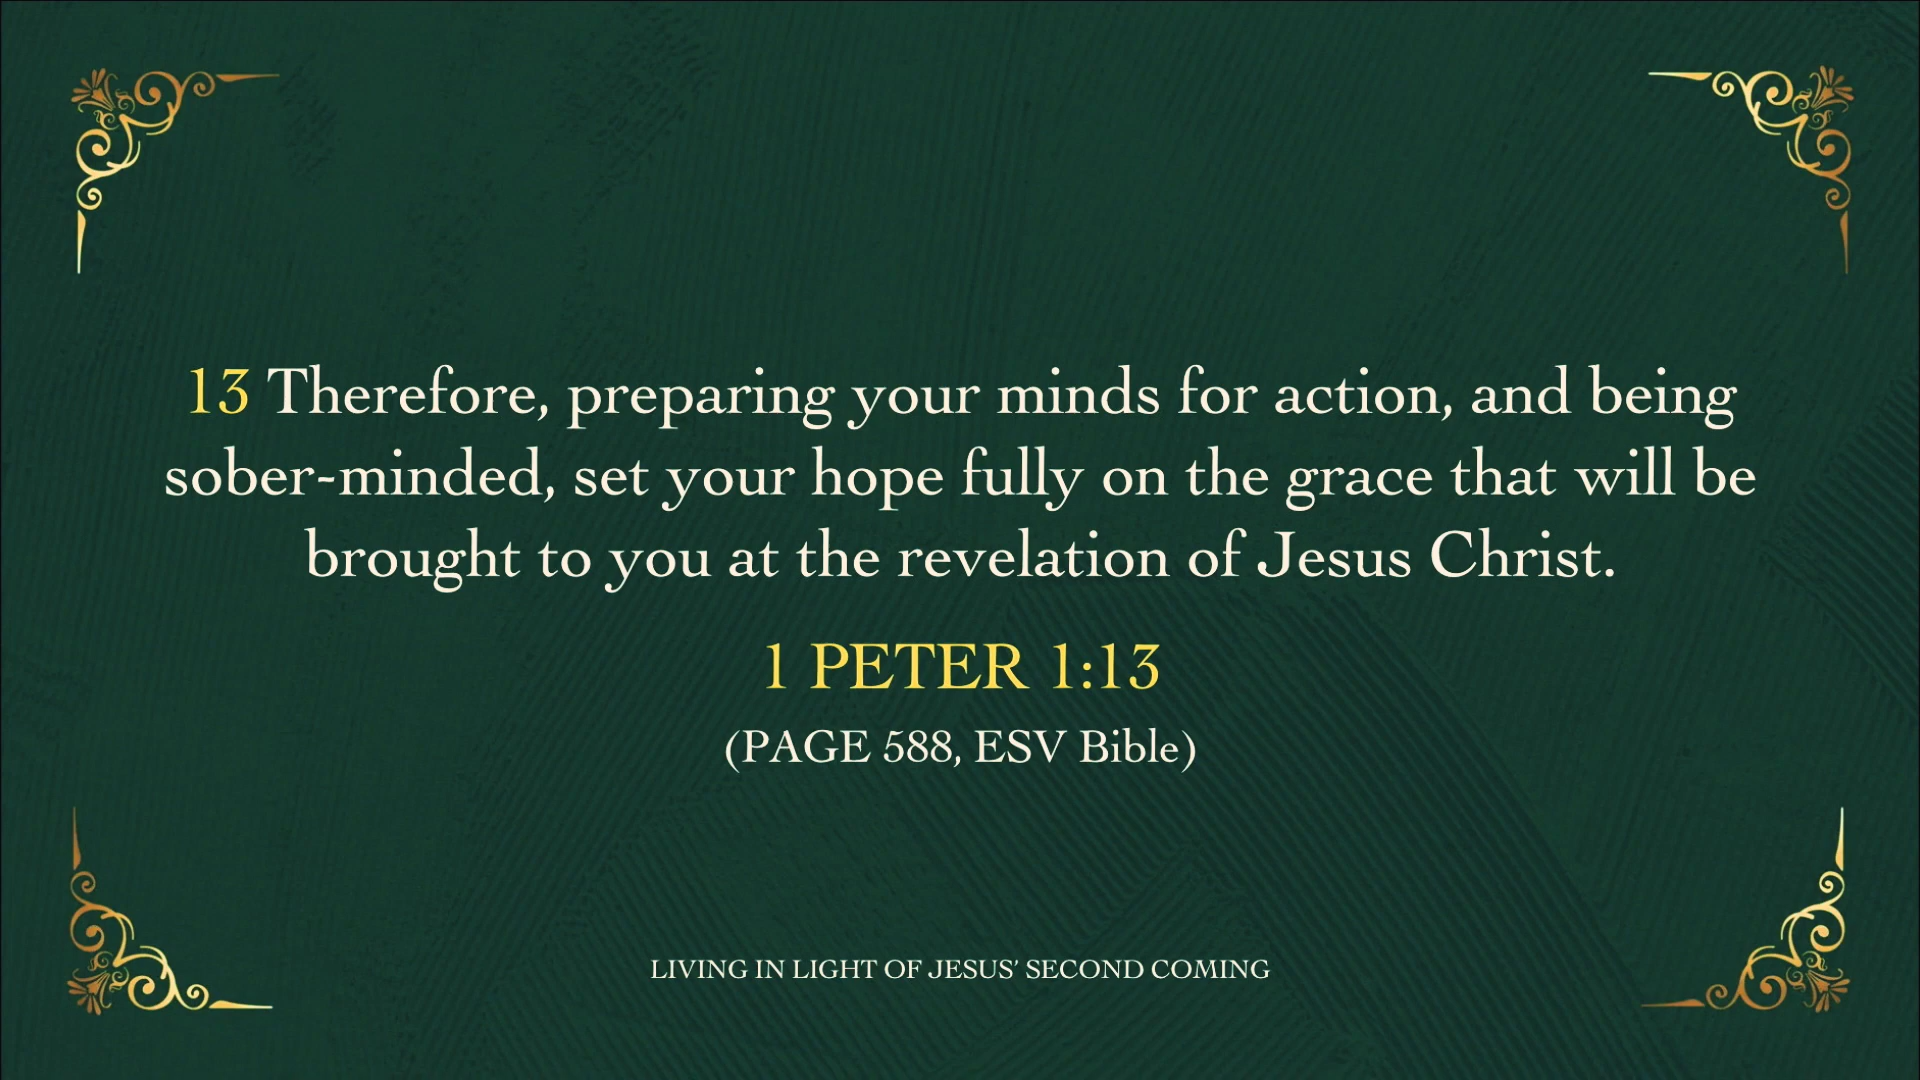 13 Therefore, preparing your minds for action, and being
sober-minded, set your hope fully on the grace that will be
brought to you at the revelation of Jesus Christ.
1 PETER 1:13
(PAGE 588, ESV Bible)
LIVING IN LIGHT OF JESUS’ SECOND COMING